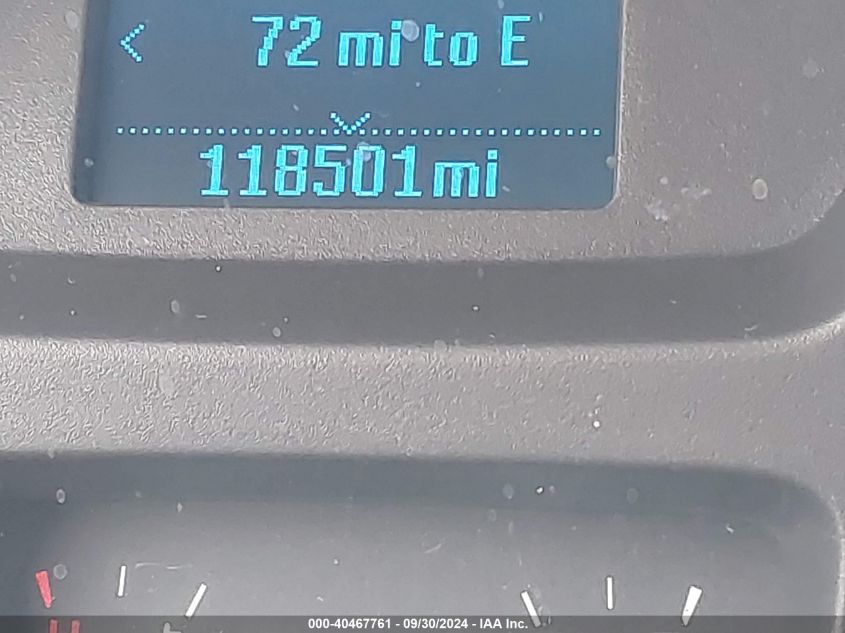 < 72 mi to E
118501mi
000-40467761 - 09/30/2024 - IAA Inc.